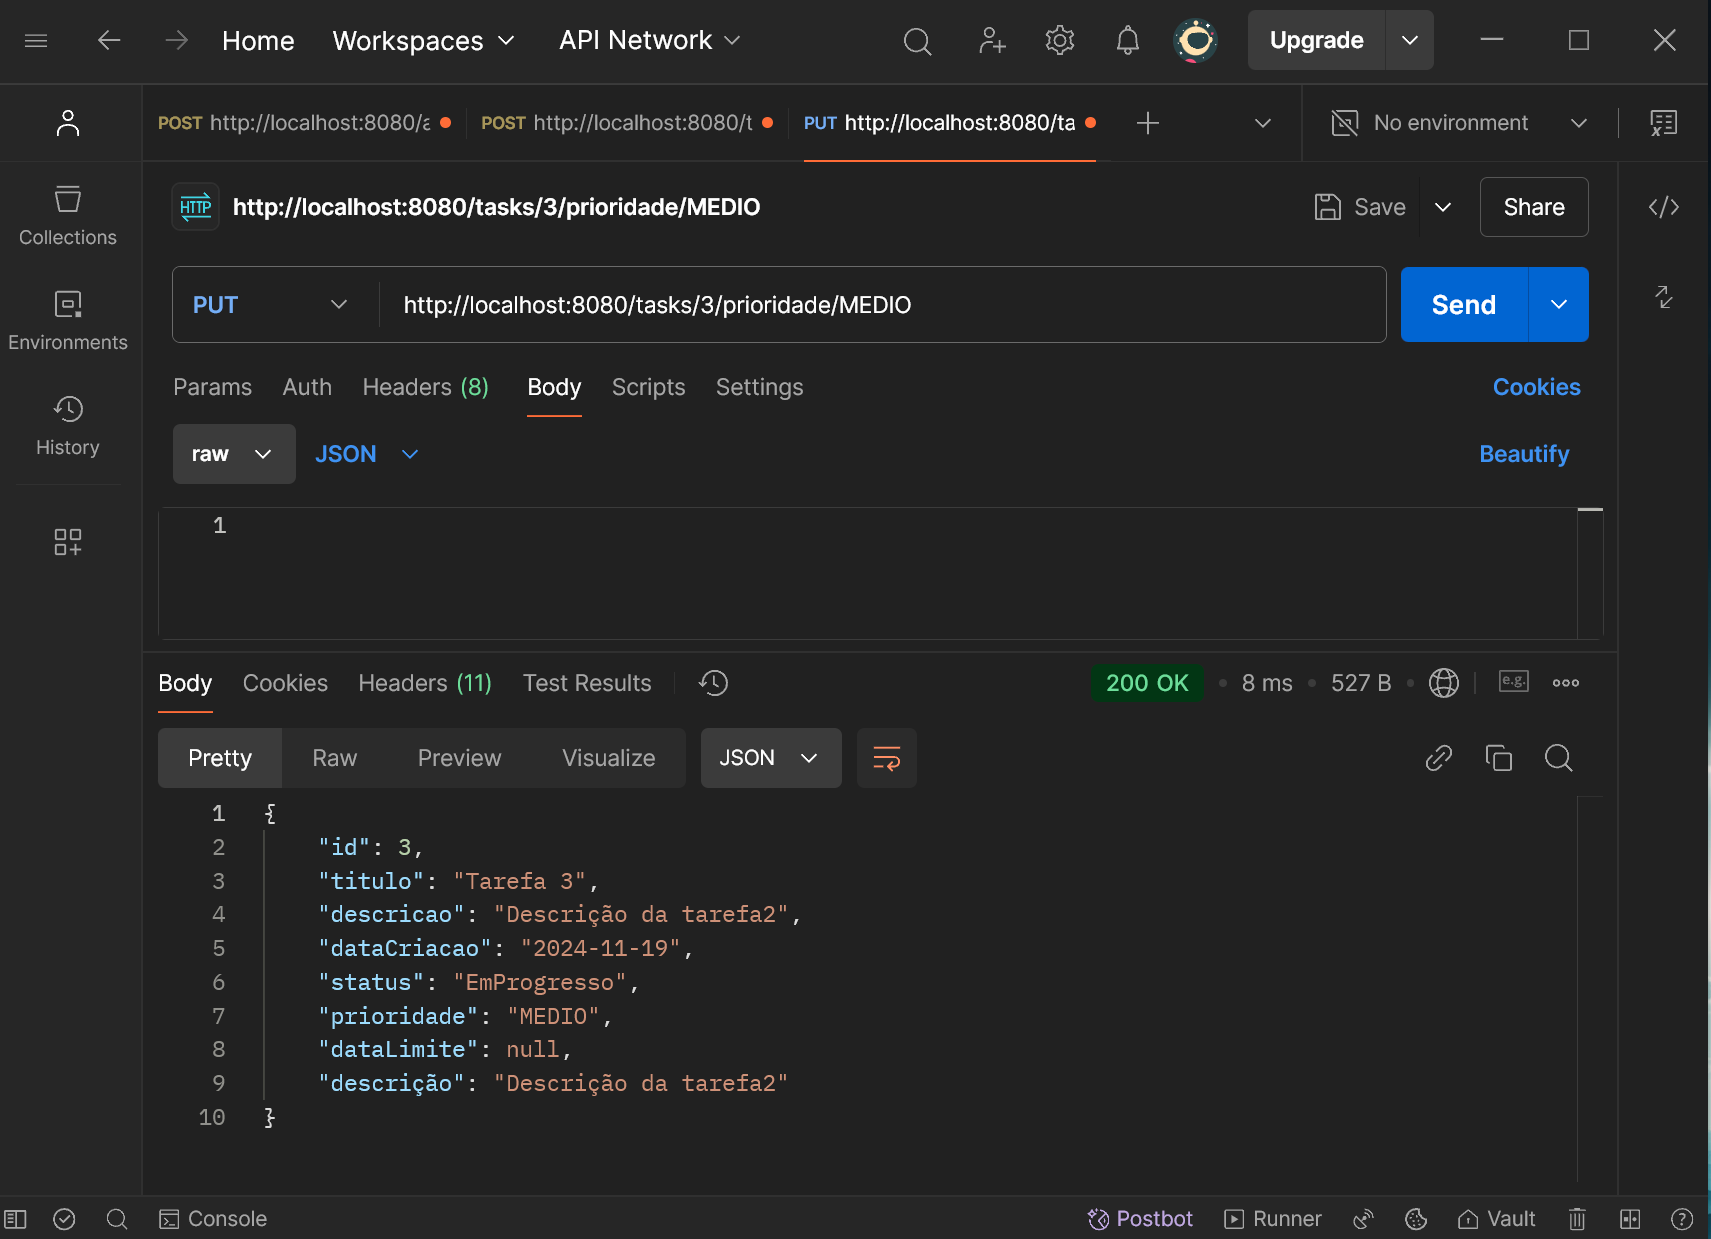 Home Workspaces API Network Upgrade
POST http://localhost:8080/a POST http://localhost:8080/t PUT http://localhost:8080/ta No environment
HTTP http://localhost:8080/tasks/3/prioridade/MEDIO Save Share
Collections
Environments
History
PUT http://localhost:8080/tasks/3/prioridade/MEDIO Send
Params Auth Headers (8) Body Scripts Settings Cookies
raw JSON Beautify
1
Body Cookies Headers (11) Test Results 200 OK 8 ms 527 B e.g.
Pretty Raw Preview Visualize JSON
1 {
2 "id": 3,
3 "titulo": "Tarefa 3",
4 "descricao": "Descrição da tarefa2",
5 "dataCriacao": "2024-11-19",
6 "status": "EmProgresso",
7 "prioridade": "MEDIO",
8 "dataLimite": null,
9 "descrição": "Descrição da tarefa2"
10 }
Console Postbot Runner Vault